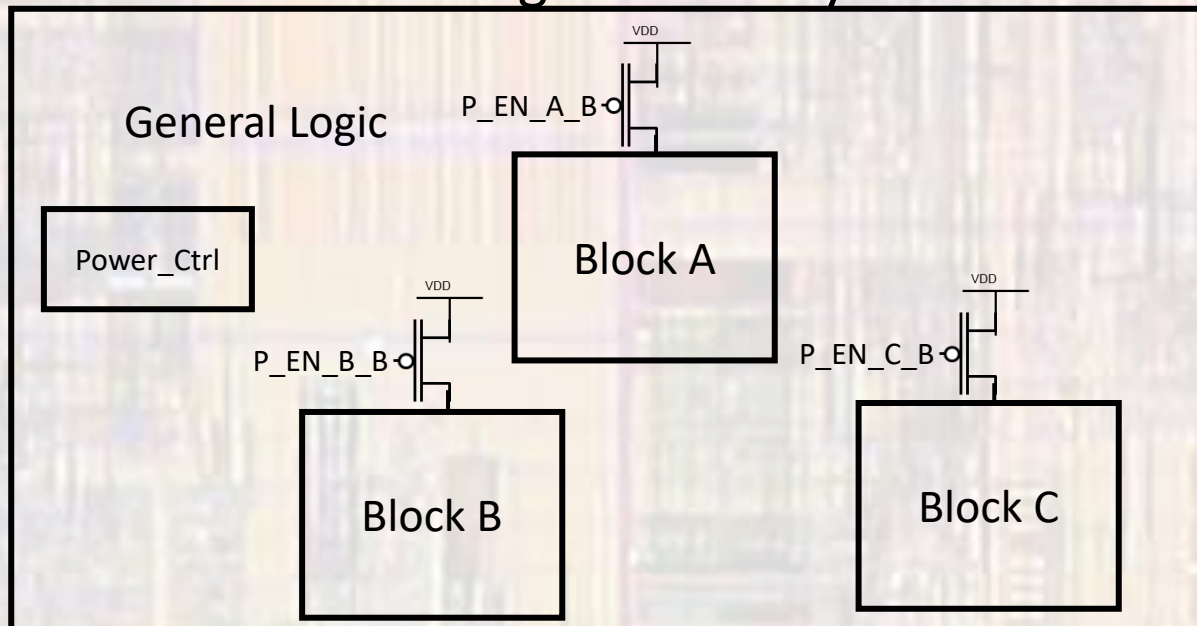 VDD
P_EN_A_B
General Logic
Block A
Power_Ctrl
VDD
P_EN_B_B
VDD
P_EN_C_B
Block B
Block C